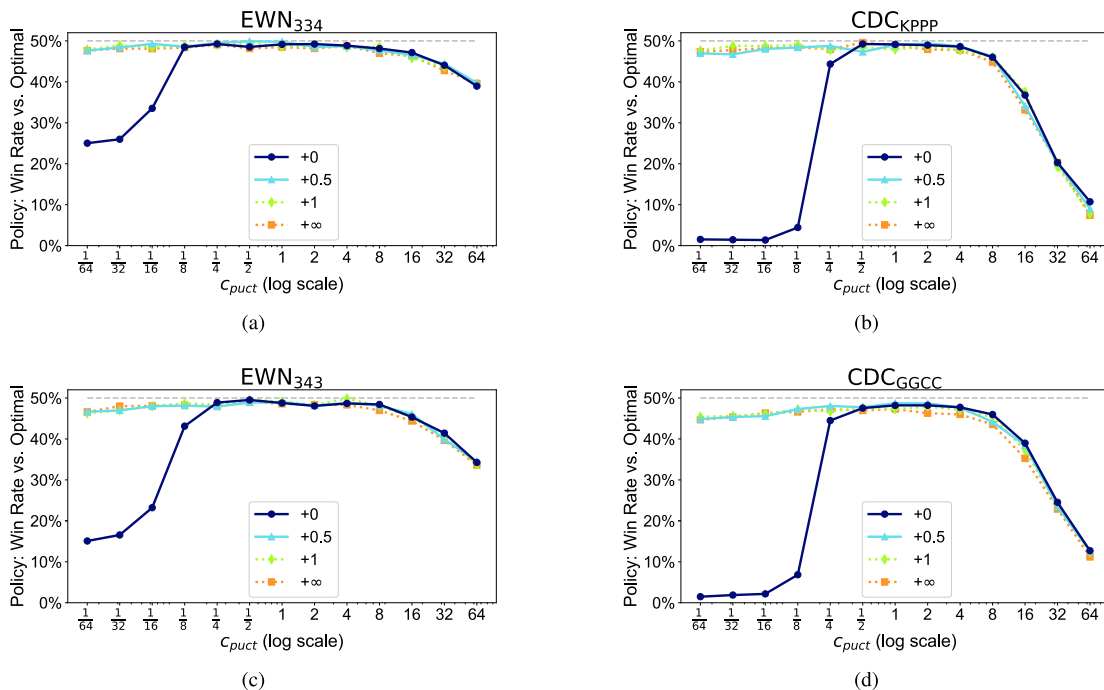 EWN334
Policy: Win Rate vs. Optimal
50%
40%
30%
20%
10%
0%
+0
+0.5
+1
+∞
1/64 1/32 1/16 1/8 1/4 1/2 1 2 4 8 16 32 64
c_puct (log scale)
(a)
CDCKPPP
Policy: Win Rate vs. Optimal
50%
40%
30%
20%
10%
0%
+0
+0.5
+1
+∞
1/64 1/32 1/16 1/8 1/4 1/2 1 2 4 8 16 32 64
c_puct (log scale)
(b)
EWN343
Policy: Win Rate vs. Optimal
50%
40%
30%
20%
10%
0%
+0
+0.5
+1
+∞
1/64 1/32 1/16 1/8 1/4 1/2 1 2 4 8 16 32 64
c_puct (log scale)
(c)
CDCGGCC
Policy: Win Rate vs. Optimal
50%
40%
30%
20%
10%
0%
+0
+0.5
+1
+∞
1/64 1/32 1/16 1/8 1/4 1/2 1 2 4 8 16 32 64
c_puct (log scale)
(d)